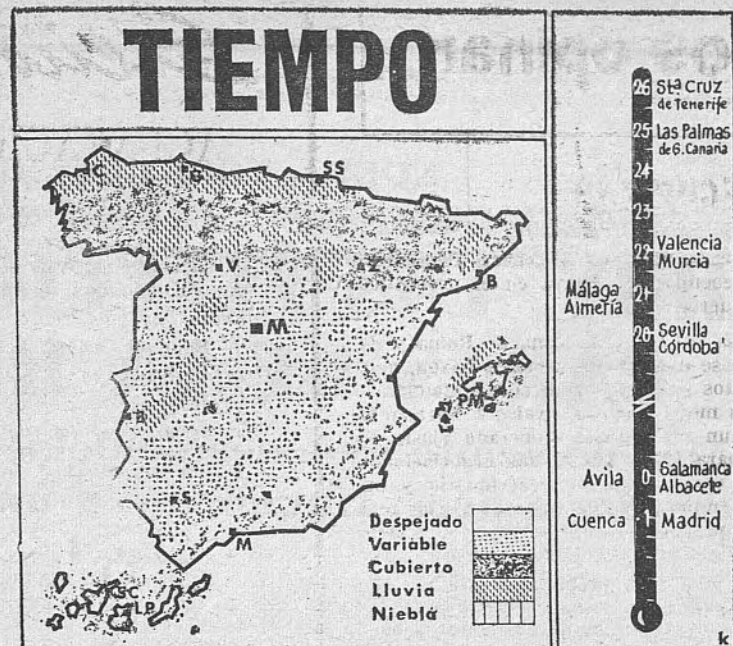 TIEMPO
C
G
SS
V
Z
B
M
PM
B
S
M
SC
LP
Despejado
Variable
Cubierto
Lluvia
Niebla
26 Sta Cruz
de Tenerife
25 Las Palmas
de G. Canaria
24
23
22 Valencia
Murcia
Málaga
21
Almería
20 Sevilla
Córdoba
Avila 0 Salamanca
Albacete
Cuenca -1 Madrid
k